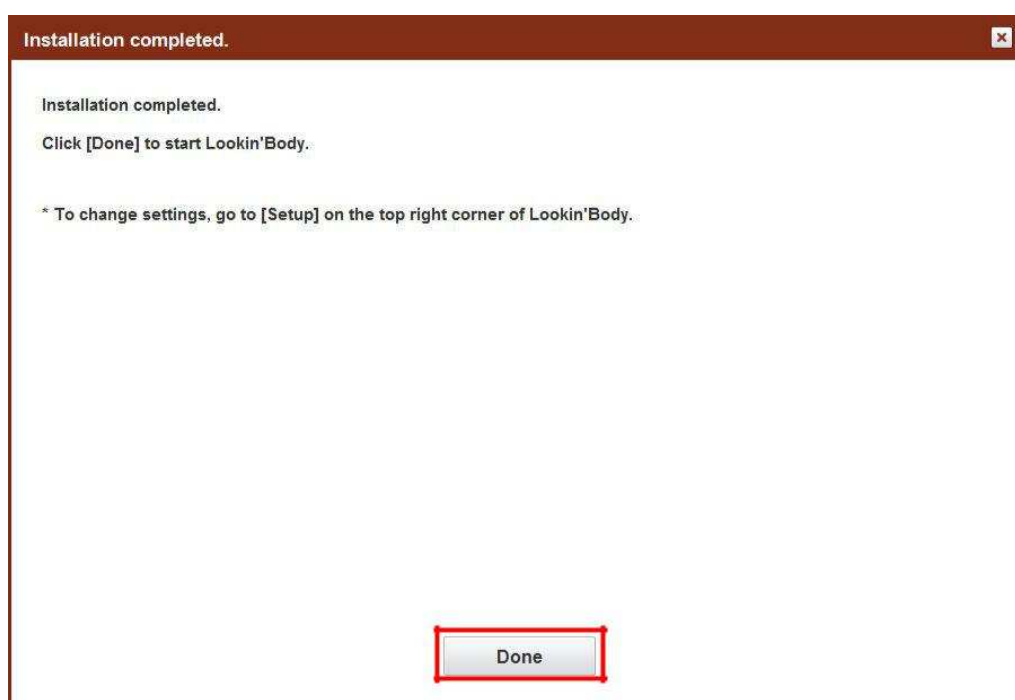 Installation completed.
Installation completed.
Click [Done] to start Lookin'Body.
* To change settings, go to [Setup] on the top right corner of Lookin'Body.
Done